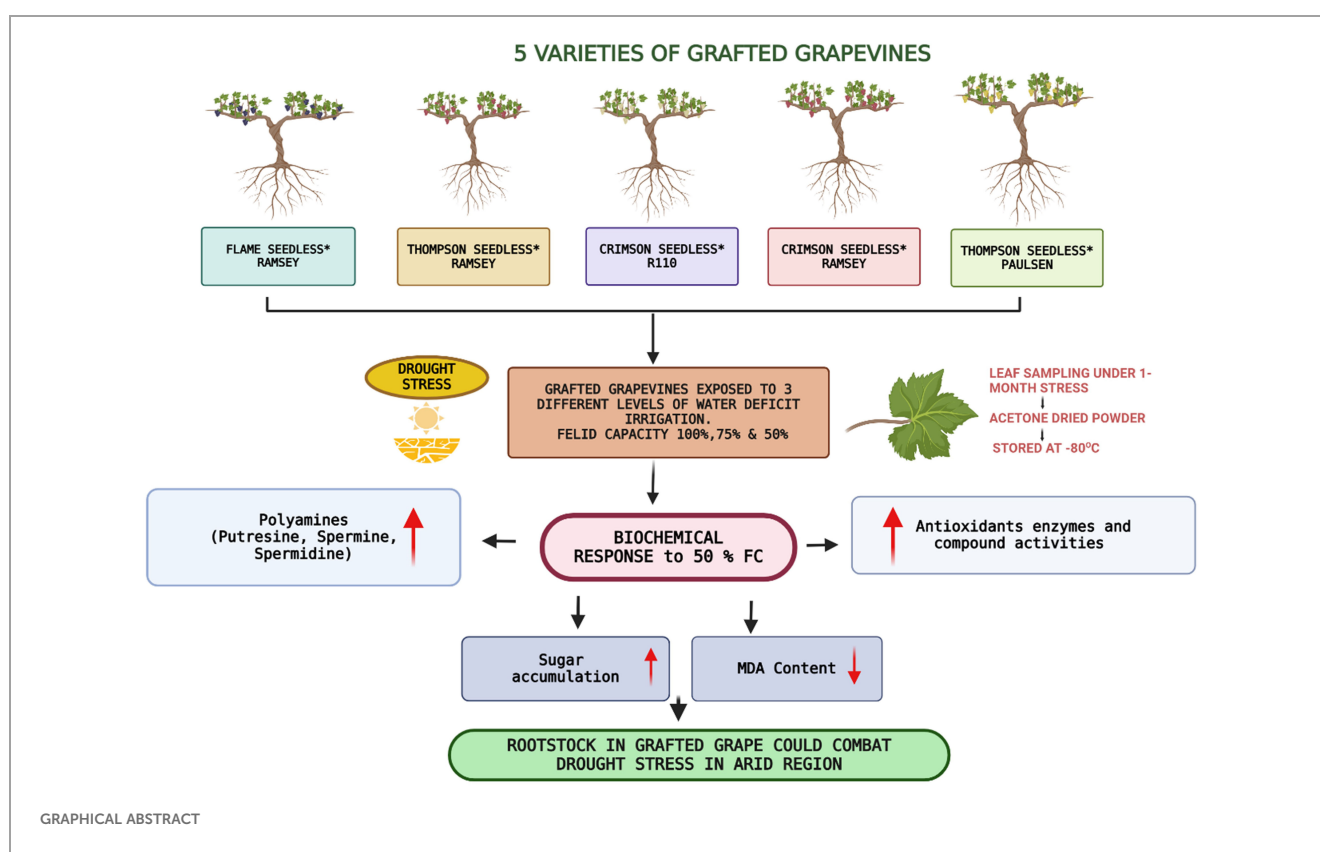 5 VARIETIES OF GRAFTED GRAPEVINES
FLAME SEEDLESS*
RAMSEY
THOMPSON SEEDLESS*
RAMSEY
CRIMSON SEEDLESS*
R110
CRIMSON SEEDLESS*
RAMSEY
THOMPSON SEEDLESS*
PAULSEN
DROUGHT
STRESS
GRAFTED GRAPEVINES EXPOSED TO 3
DIFFERENT LEVELS OF WATER DEFICIT
IRRIGATION.
FELID CAPACITY 100%,75% & 50%
LEAF SAMPLING UNDER 1-
MONTH STRESS
ACETONE DRIED POWDER
STORED AT -80°C
Polyamines
(Putresine, Spermine,
Spermidine)
BIOCHEMICAL
RESPONSE to 50 % FC
Antioxidants enzymes and
compound activities
Sugar
accumulation
MDA Content
ROOTSTOCK IN GRAFTED GRAPE COULD COMBAT
DROUGHT STRESS IN ARID REGION
GRAPHICAL ABSTRACT